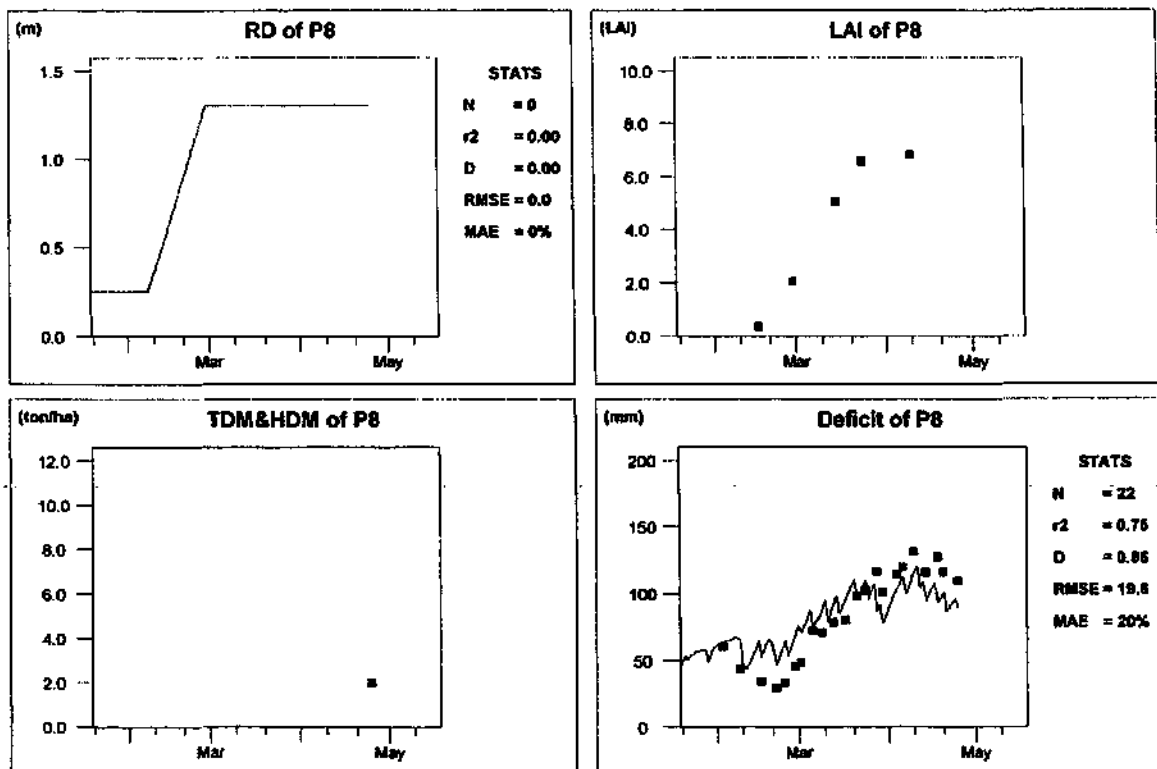 (m)
RD of P8
1.5
1.0
0.5
0.0
Mar
May
STATS
N = 0
r2 = 0.00
D = 0.00
RMSE = 0.0
MAE = 0%
(LAI)
LAI of P8
10.0
8.0
6.0
4.0
2.0
0.0
Mar
May
(ton/ha)
TDM&HDM of P8
12.0
10.0
8.0
6.0
4.0
2.0
0.0
Mar
May
(mm)
Deficit of P8
200
150
100
50
0
Mar
May
STATS
N = 22
r2 = 0.75
D =
RMSE =
MAE = 20%